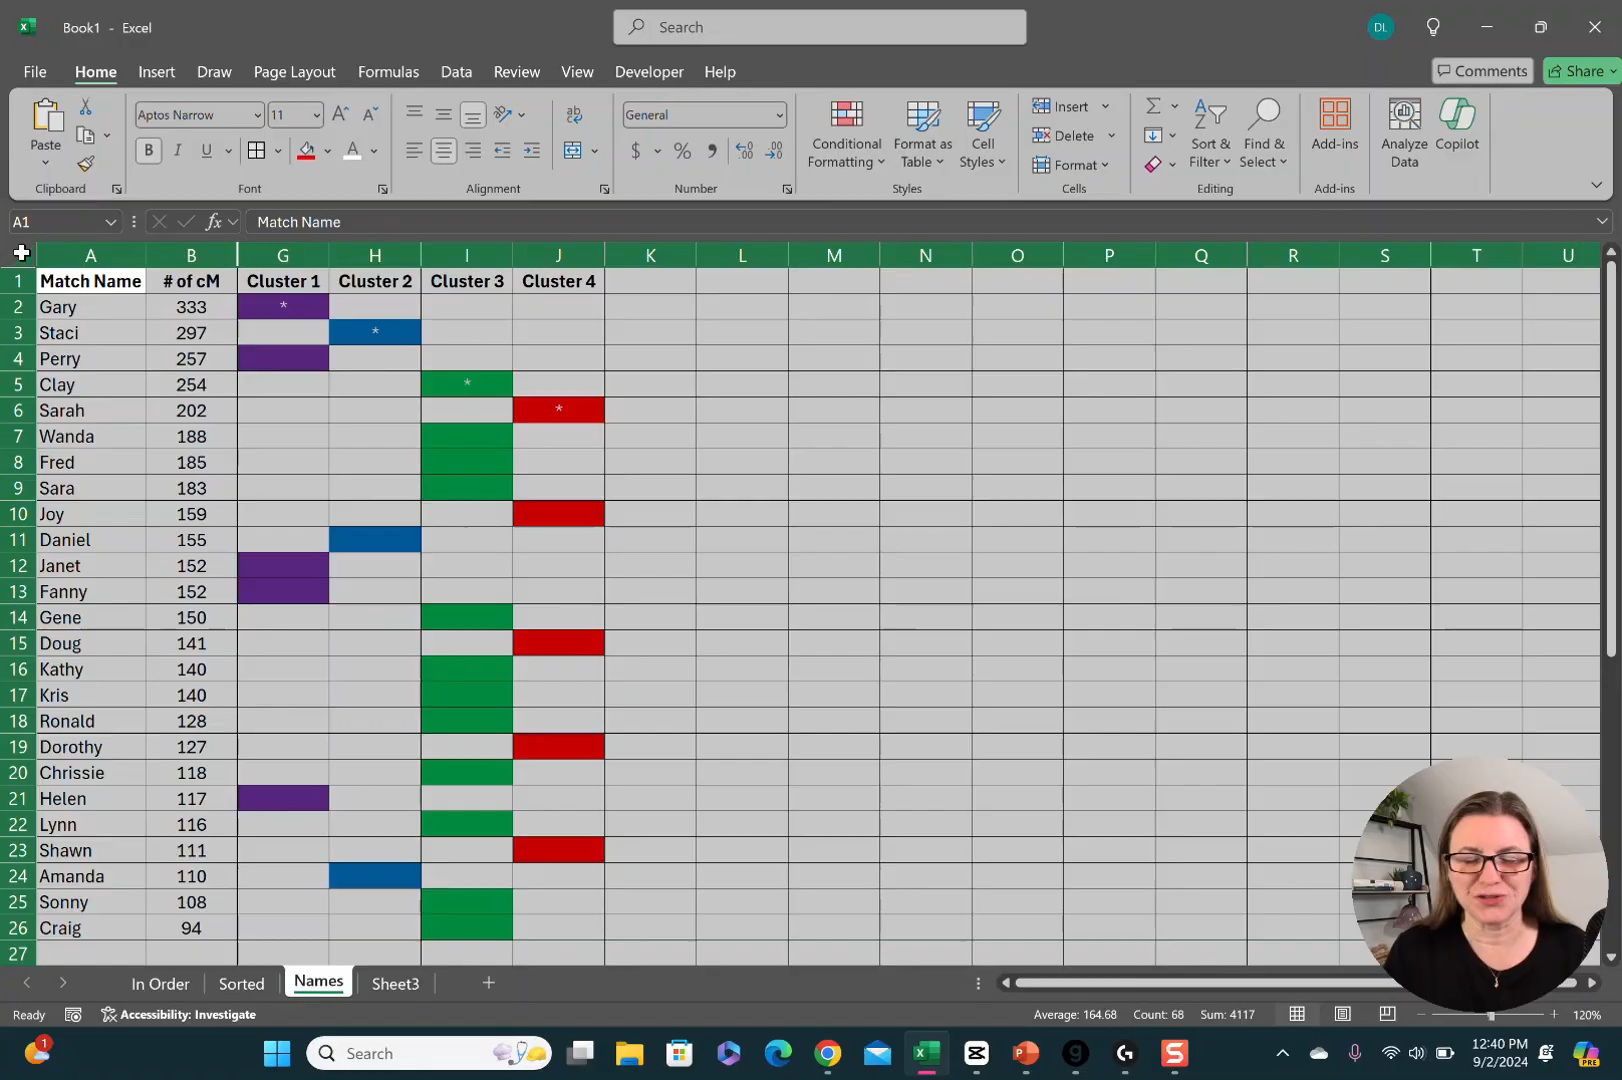 Book1 - Excel
Search
DL
File Home Insert Draw Page Layout Formulas Data Review View Developer Help
Comments
Share
Paste
Clipboard
Aptos Narrow 11
B I U A
Font
ab
Alignment
General
$ %
Number
Conditional Formatting
Format as Table
Cell Styles
Styles
Insert
Delete
Format
Cells
Sort & Filter
Find & Select
Editing
Add-ins
Add-ins
Analyze Data
Copilot
A1 fx Match Name
A B G H I J K L M N O P Q R S T U
1 Match Name # of cM Cluster 1 Cluster 2 Cluster 3 Cluster 4
2 Gary 333 *
3 Staci 297 *
4 Perry 257
5 Clay 254 *
6 Sarah 202 *
7 Wanda 188
8 Fred 185
9 Sara 183
10 Joy 159
11 Daniel 155
12 Janet 152
13 Fanny 152
14 Gene 150
15 Doug 141
16 Kathy 140
17 Kris 140
18 Ronald 128
19 Dorothy 127
20 Chrissie 118
21 Helen 117
22 Lynn 116
23 Shawn 111
24 Amanda 110
25 Sonny 108
26 Craig 94
27
In Order Sorted Names Sheet3
Ready Accessibility: Investigate Average: 164.68 Count: 68 Sum: 4117 120%
1
Search
12:40 PM
9/2/2024
PRE